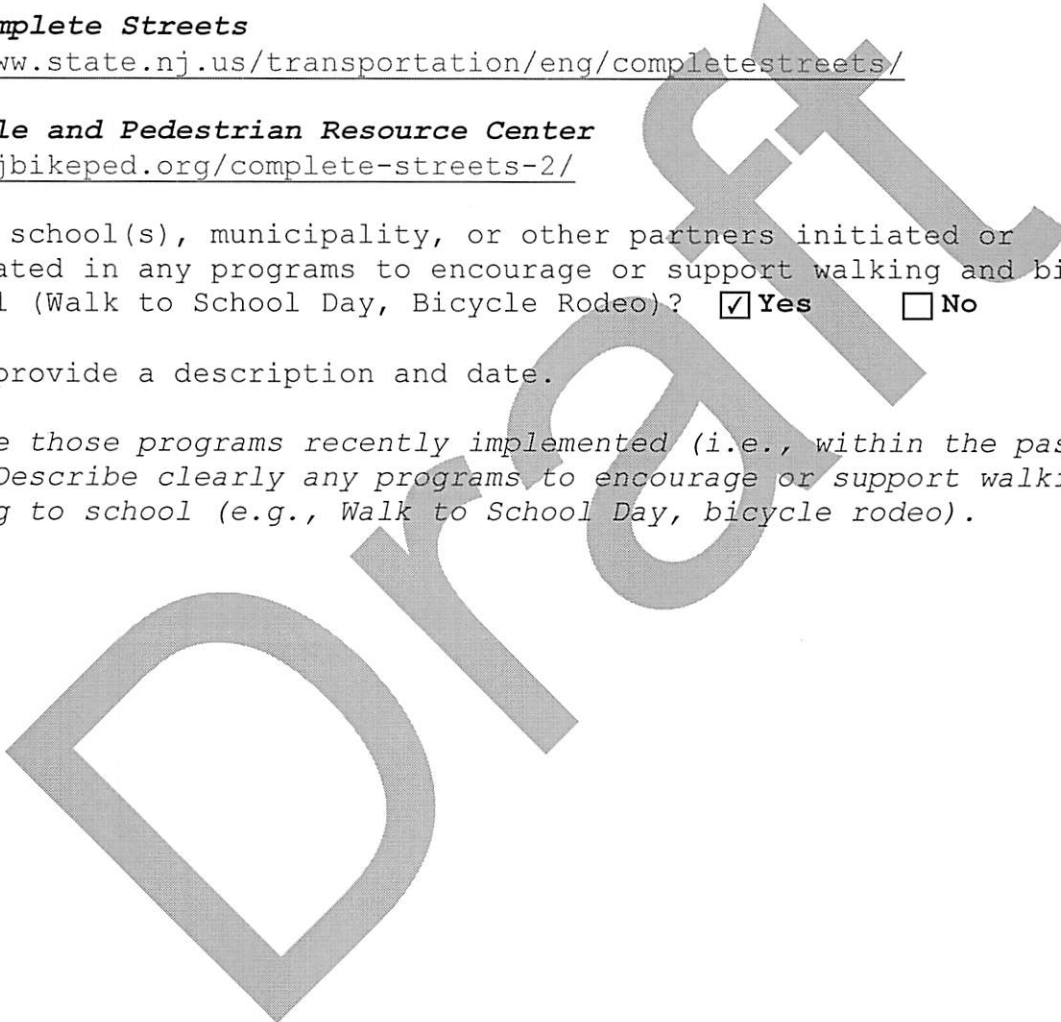 mplete Streets
ww.state.nj.us/transportation/eng/completestreets/
le and Pedestrian Resource Center
jbikeped.org/complete-streets-2/
school(s), municipality, or other partners initiated or
ated in any programs to encourage or support walking and bi
l (Walk to School Day, Bicycle Rodeo)? ☑ Yes ☐ No
provide a description and date.
e those programs recently implemented (i.e., within the pas
Describe clearly any programs to encourage or support walki
g to school (e.g., Walk to School Day, bicycle rodeo).
Draft